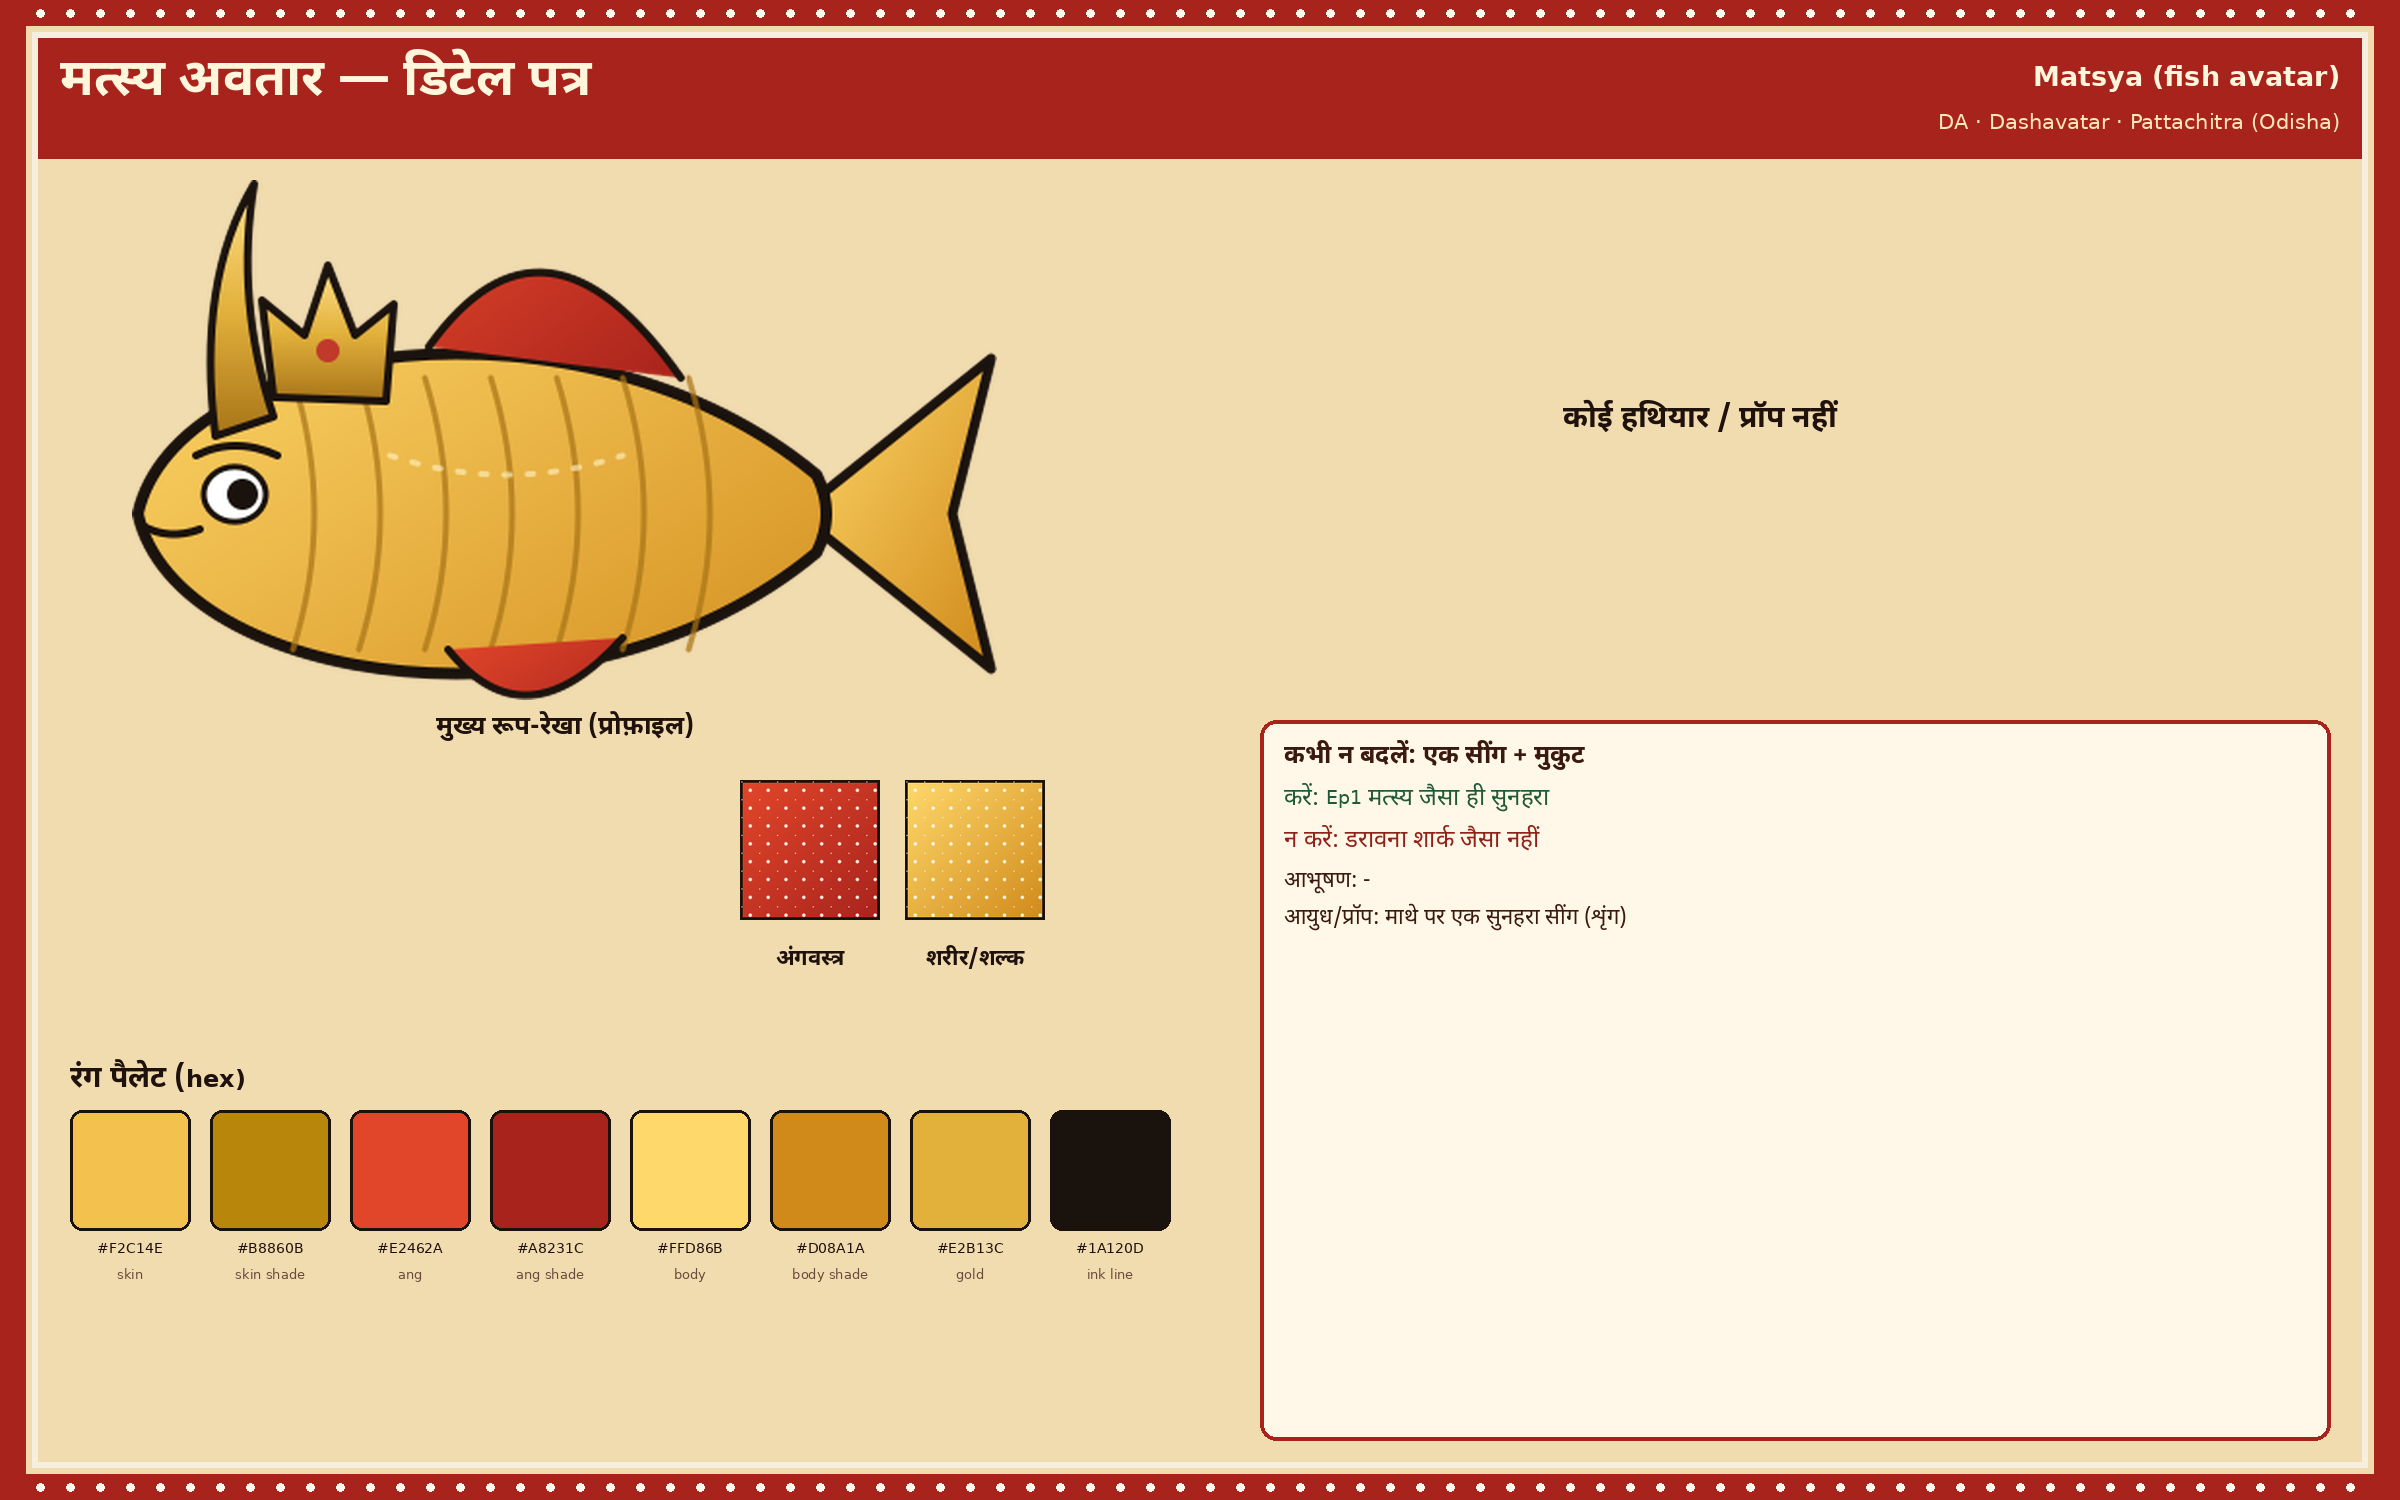 मत्स्य अवतार — डिटेल पत्र
Matsya (fish avatar)
DA · Dashavatar · Pattachitra (Odisha)
कोई हथियार / प्रॉप नहीं
मुख्य रूप-रेखा (प्रोफ़ाइल)
कभी न बदलें: एक सींग + मुकुट
करें: Ep1 मत्स्य जैसा ही सुनहरा
न करें: डरावना शार्क जैसा नहीं
आभूषण: -
आयुध/प्रॉप: माथे पर एक सुनहरा सींग (शृंग)
अंगवस्त्र
शरीर/शल्क
रंग पैलेट (hex)
#F2C14E #B8860B #E2462A #A8231C #FFD86B #D08A1A #E2B13C #1A120D
skin skin shade ang ang shade body body shade gold ink line